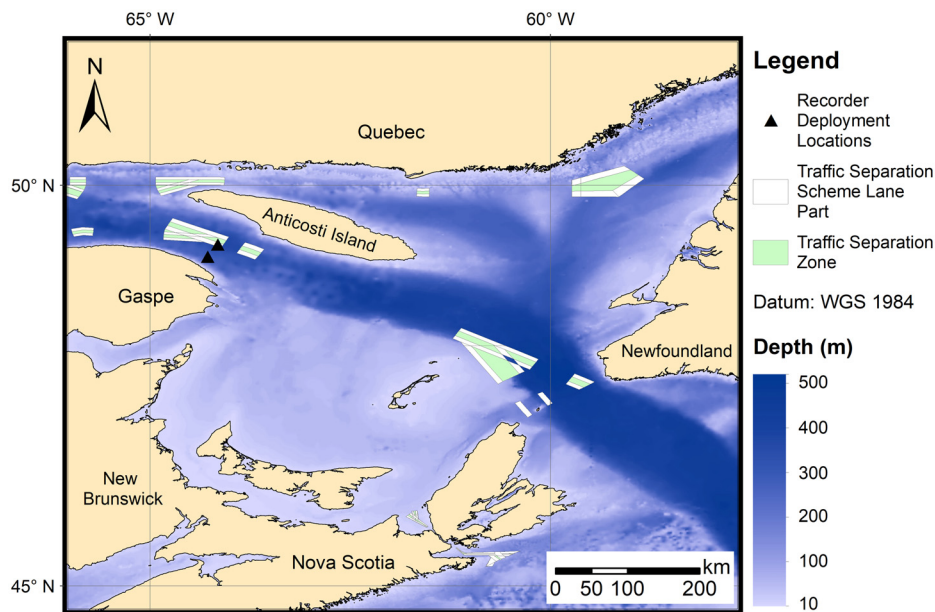 65° W
60° W
N
Quebec
50° N
Anticosti Island
Gaspe
Newfoundland
New
Brunswick
Nova Scotia
45° N
km
0 50 100 200
Legend
Recorder
Deployment
Locations
Traffic Separation
Scheme Lane
Part
Traffic Separation
Zone
Datum: WGS 1984
Depth (m)
500
400
300
200
100
10